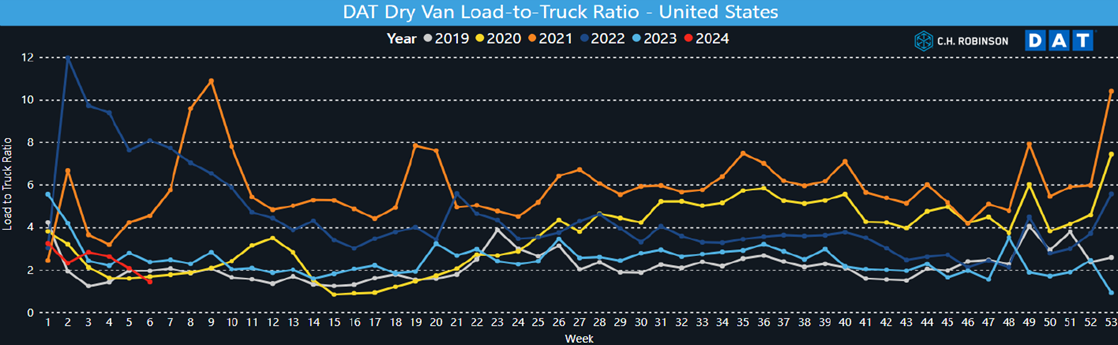 DAT Dry Van Load-to-Truck Ratio - United States
Year 2019 2020 2021 2022 2023 2024
C.H. ROBINSON DAT
12
10
8
6
4
2
0
Load to Truck Ratio
1 2 3 4 5 6 7 8 9 10 11 12 13 14 15 16 17 18 19 20 21 22 23 24 25 26 27 28 29 30 31 32 33 34 35 36 37 38 39 40 41 42 43 44 45 46 47 48 49 50 51 52 53
Week